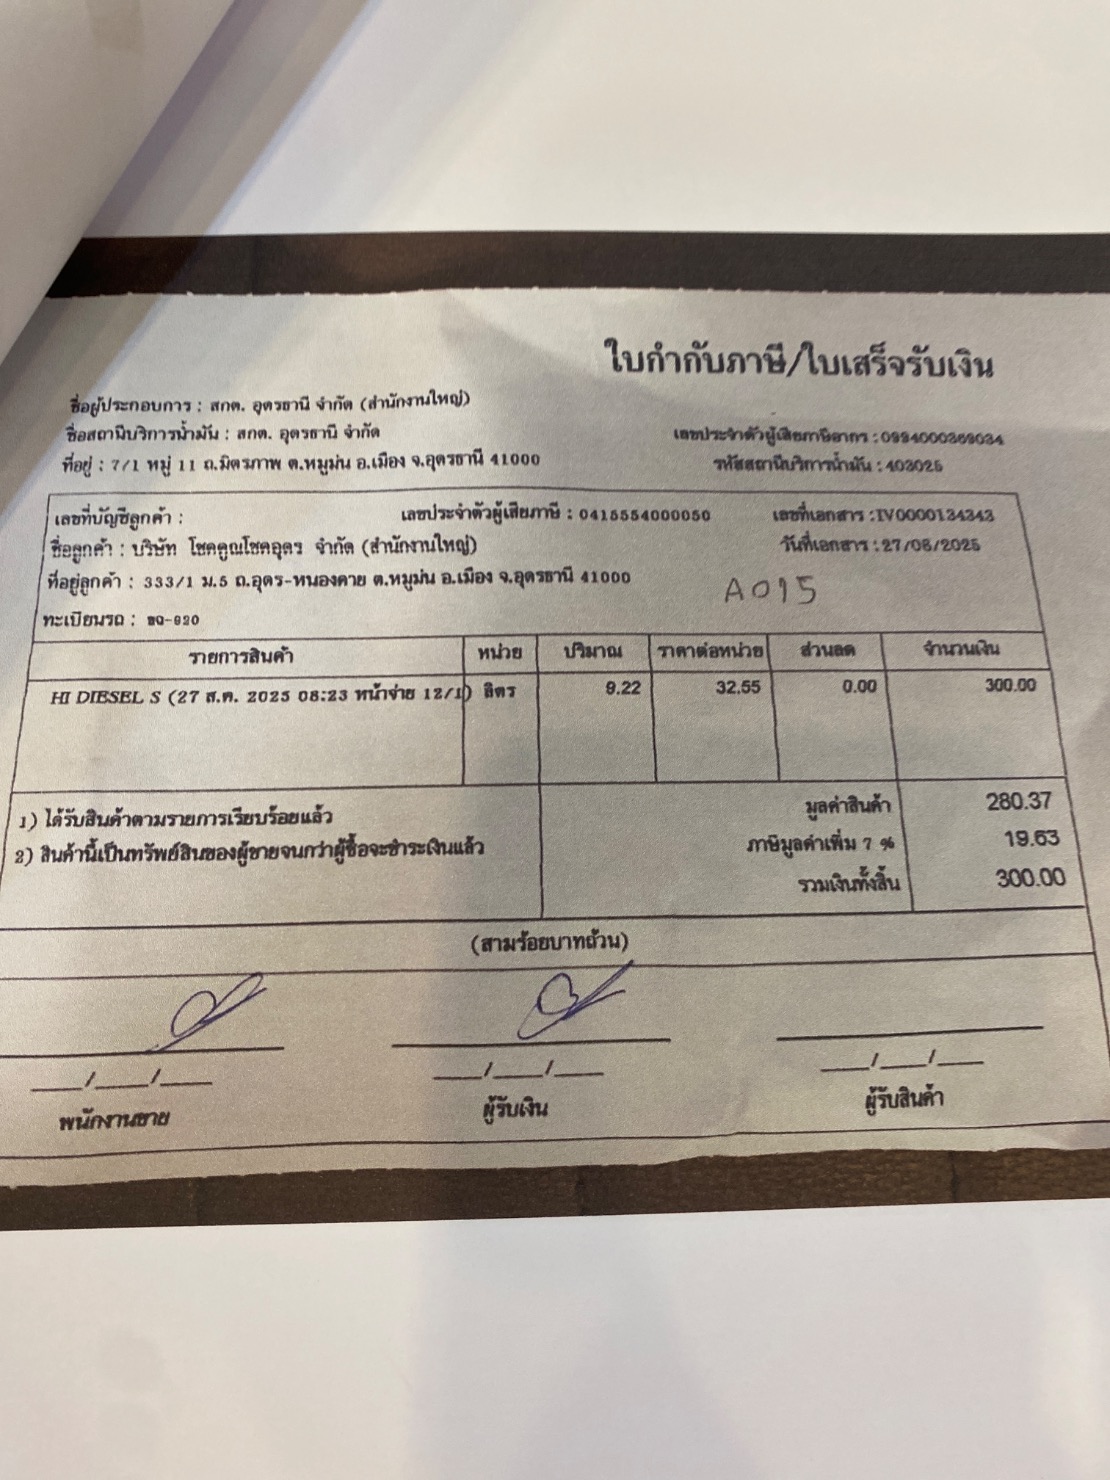 ใบกำกับภาษี/ใบเสร็จรับเงิน
ชื่อผู้ประกอบการ : สกต. อุดรธานี จำกัด (สำนักงานใหญ่)
ชื่อสถานีบริการน้ำมัน : สกต. อุดรธานี จำกัด
เลขประจำตัวผู้เสียภาษีอากร : 0994000369034
ที่อยู่ : 7/1 หมู่ 11 ถ.มิตรภาพ ต.หมูม่น อ.เมือง จ.อุดรธานี 41000
รหัสสถานีบริการน้ำมัน : 403025
เลขที่บัญชีลูกค้า : เลขประจำตัวผู้เสียภาษี : 0415554000050 เลขที่เอกสาร :IV0000134343
ชื่อลูกค้า : บริษัท โชคคูณโชคอุดร จำกัด (สำนักงานใหญ่) วันที่เอกสาร : 27/08/2025
ที่อยู่ลูกค้า : 333/1 ม.5 ถ.อุดร-หนองคาย ต.หมูม่น อ.เมือง จ.อุดรธานี 41000
A015
ทะเบียนรถ :
รายการสินค้า หน่วย ปริมาณ ราคาต่อหน่วย ส่วนลด จำนวนเงิน
HI DIESEL S (27 ส.ค. 2025 08:23 หน้าจ่าย 12/1) ลิตร 9.22 32.55 0.00 300.00
1) ได้รับสินค้าตามรายการเรียบร้อยแล้ว
2) สินค้านี้เป็นทรัพย์สินของผู้ขายจนกว่าผู้ซื้อจะชำระเงินแล้ว
มูลค่าสินค้า 280.37
ภาษีมูลค่าเพิ่ม 7 % 19.63
รวมเงินทั้งสิ้น 300.00
(สามร้อยบาทถ้วน)
___/___/___ ___/___/___ ___/___/___
พนักงานขาย ผู้รับเงิน ผู้รับสินค้า